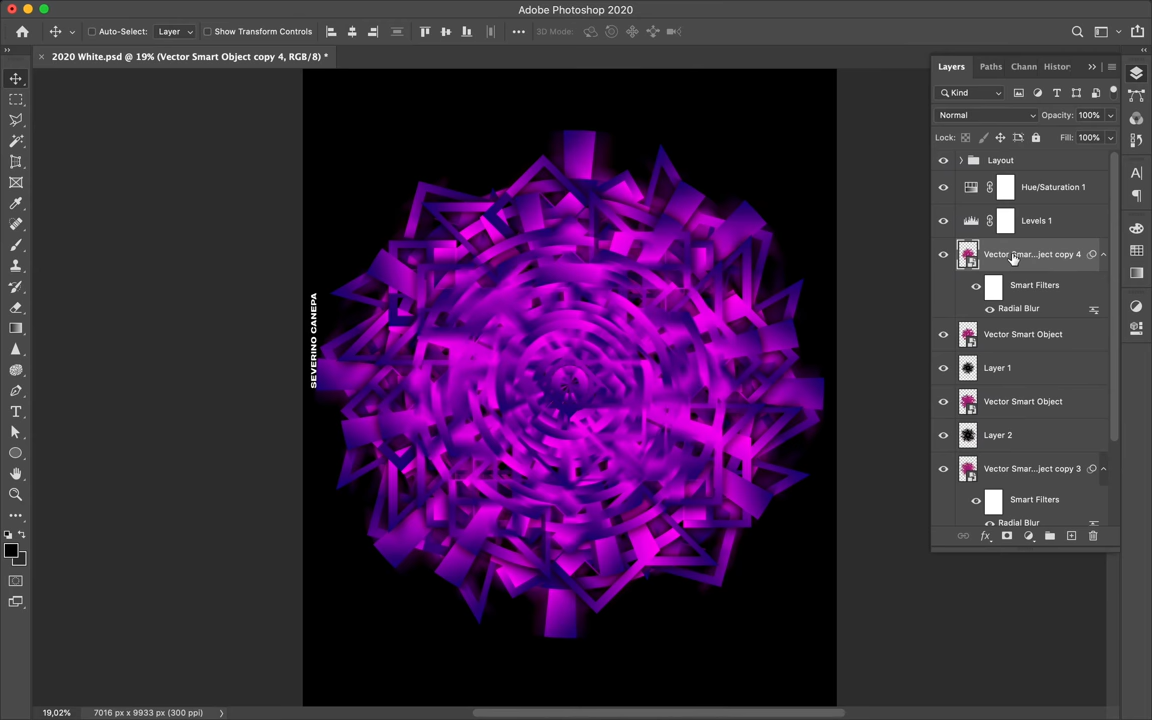 Adobe Photoshop 2020
Auto-Select: Layer Show Transform Controls 3D Mode:
2020 White.psd @ 19% (Vector Smart Object copy 4, RGB/8) *
Layers Paths Chann Histor
Kind
Normal Opacity: 100%
Lock: Fill: 100%
Layout
Hue/Saturation 1
Levels 1
Vector Smar...ject copy 4
Smart Filters
Radial Blur
Vector Smart Object
Layer 1
Vector Smart Object
Layer 2
Vector Smar...ject copy 3
Smart Filters
Radial Blur
SEVERINO CANEPA
19,02% 7016 px x 9933 px (300 ppi)